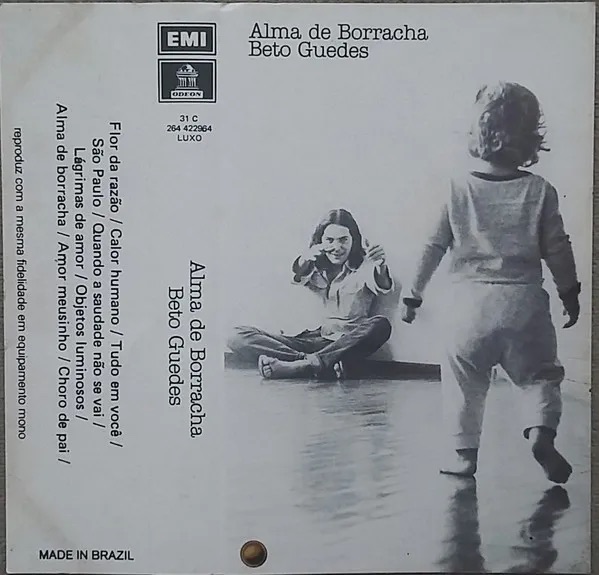 Alma de Borracha
Beto Guedes
EMI
ODEON
31 C
264 422964
LUXO
Alma de Borracha
Beto Guedes
Flor da razão / Calor humano / Tudo em você /
São Paulo / Quando a saudade não se vai /
Lágrimas de amor / Objetos luminosos /
Alma de borracha / Amor meusinho / Choro de pai /
reproduz com a mesma fidelidade em equipamento mono
MADE IN BRAZIL